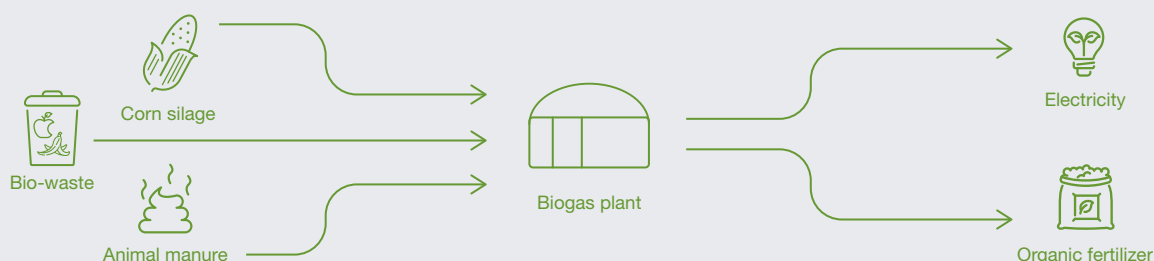 Corn silage
Bio-waste
Animal manure
Biogas plant
Electricity
Organic fertilizer